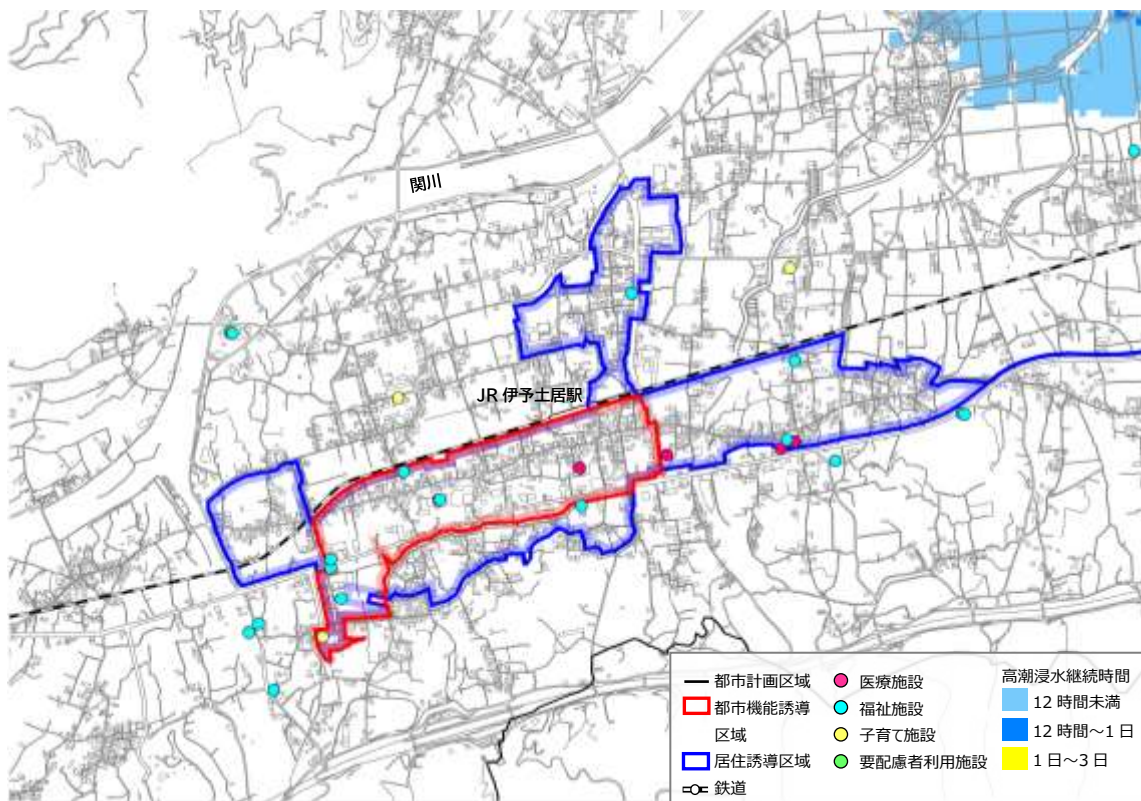 関川
JR 伊予土居駅
都市計画区域
都市機能誘導
区域
居住誘導区域
鉄道
医療施設
福祉施設
子育て施設
要配慮者利用施設
高潮浸水継続時間
12 時間未満
12 時間～1 日
1 日～3 日